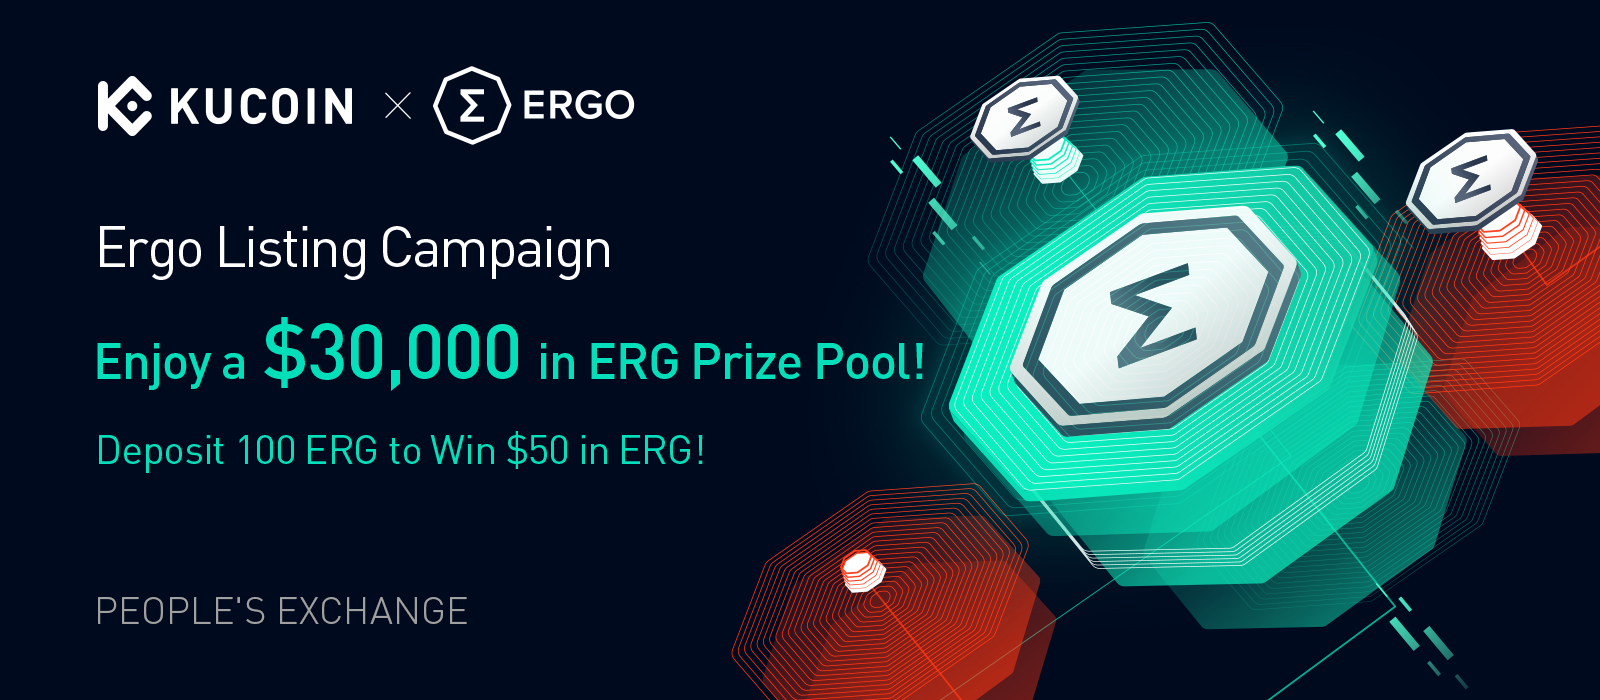 KUCOIN × Σ ERGO
Ergo Listing Campaign
Enjoy a $30,000 in ERG Prize Pool!
Deposit 100 ERG to Win $50 in ERG!
PEOPLE'S EXCHANGE
Σ
Σ
Σ